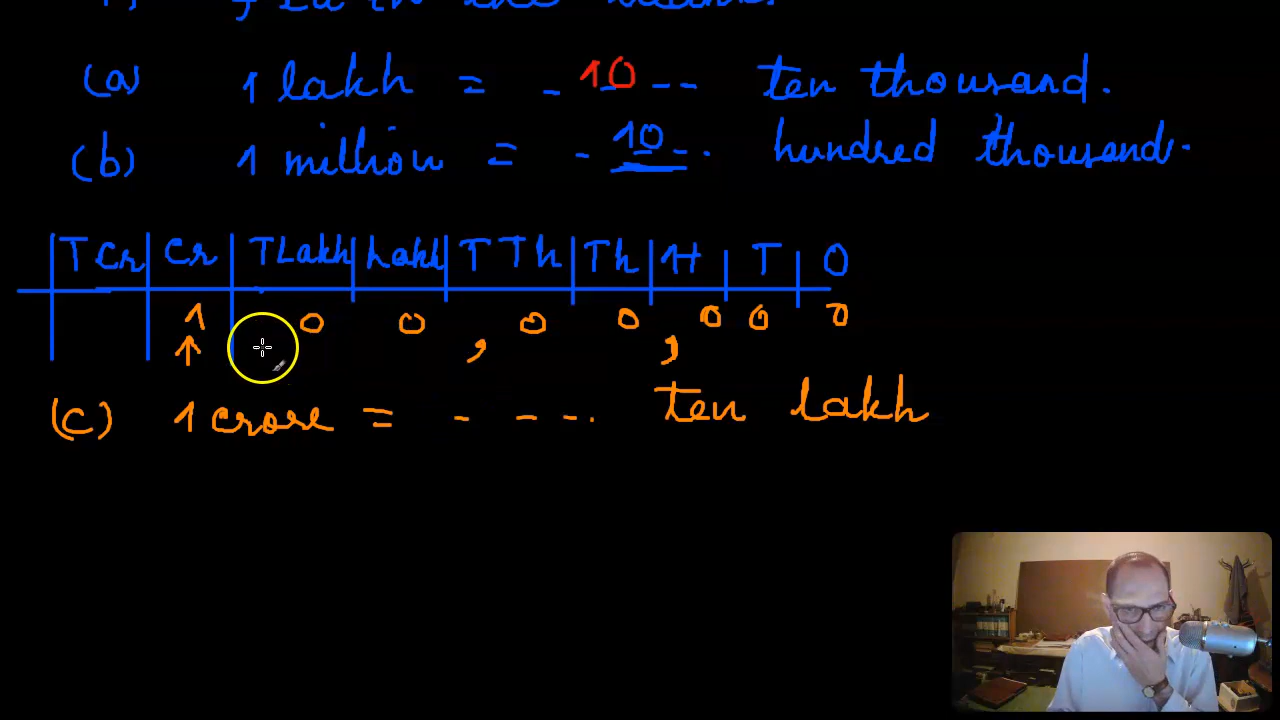 (a) 1 lakh = - 10 - - ten thousand.
(b) 1 million = - 10 - . hundred thousand.
T Cr Cr T Lakh Lakh T Th Th H T O
1 0 0 , 0 0 , 0 0 0
(c) 1 crore = - - - . ten lakh